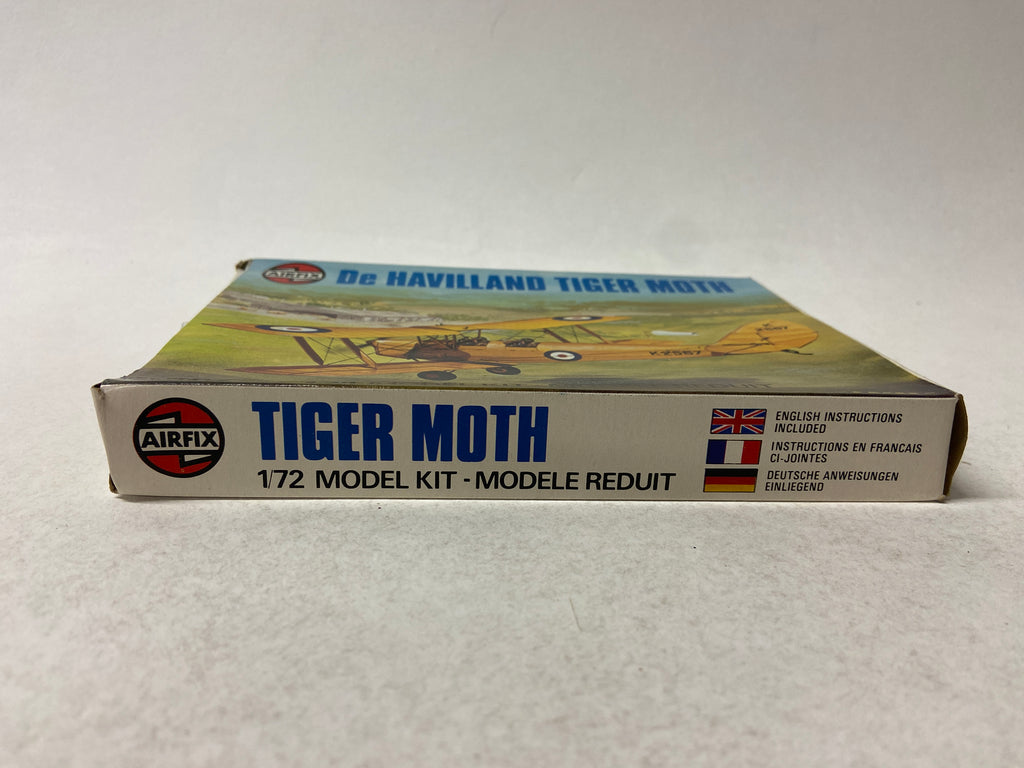 AIRFIX
De HAVILLAND TIGER MOTH
K2567
AIRFIX
TIGER MOTH
1/72 MODEL KIT - MODELE REDUIT
ENGLISH INSTRUCTIONS
INCLUDED
INSTRUCTIONS EN FRANCAIS
CI-JOINTES
DEUTSCHE ANWEISUNGEN
EINLIEGEND